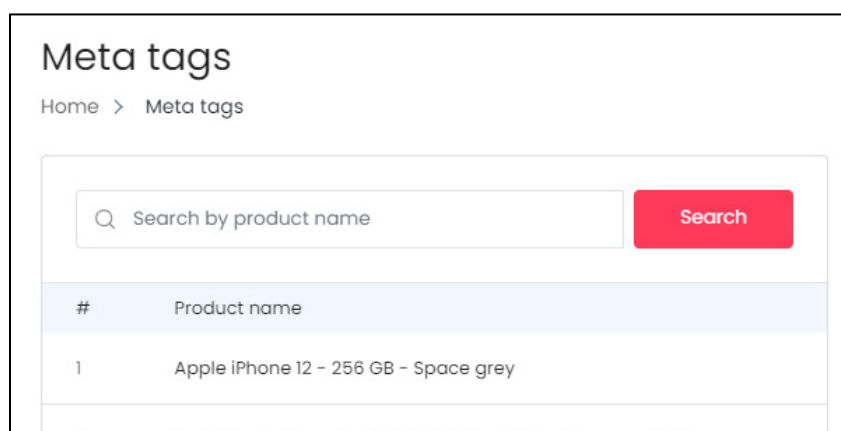 Meta tags
Home > Meta tags
Search by product name Search
# Product name
1 Apple iPhone 12 - 256 GB - Space grey